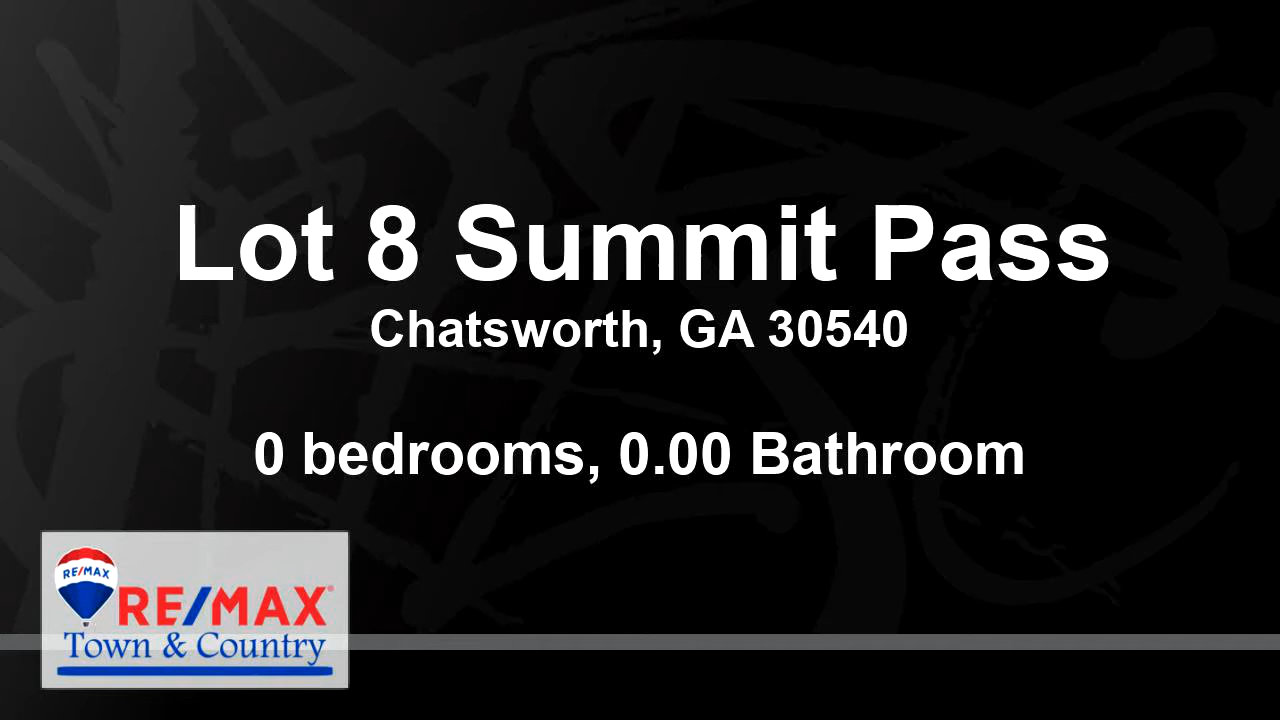 Lot 8 Summit Pass
Chatsworth, GA 30540
0 bedrooms, 0.00 Bathroom
RE/MAX
RE/MAX®
Town & Country